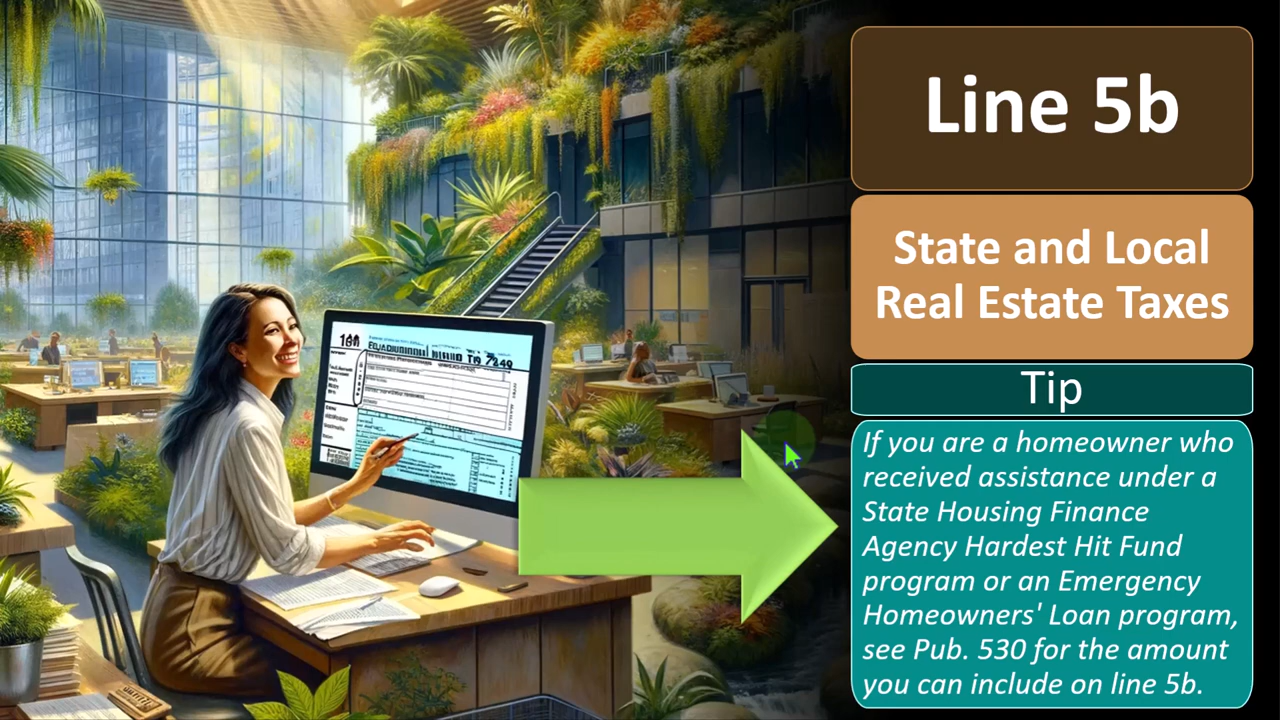 Line 5b
State and Local
Real Estate Taxes
Tip
If you are a homeowner who
received assistance under a
State Housing Finance
Agency Hardest Hit Fund
program or an Emergency
Homeowners' Loan program,
see Pub. 530 for the amount
you can include on line 5b.